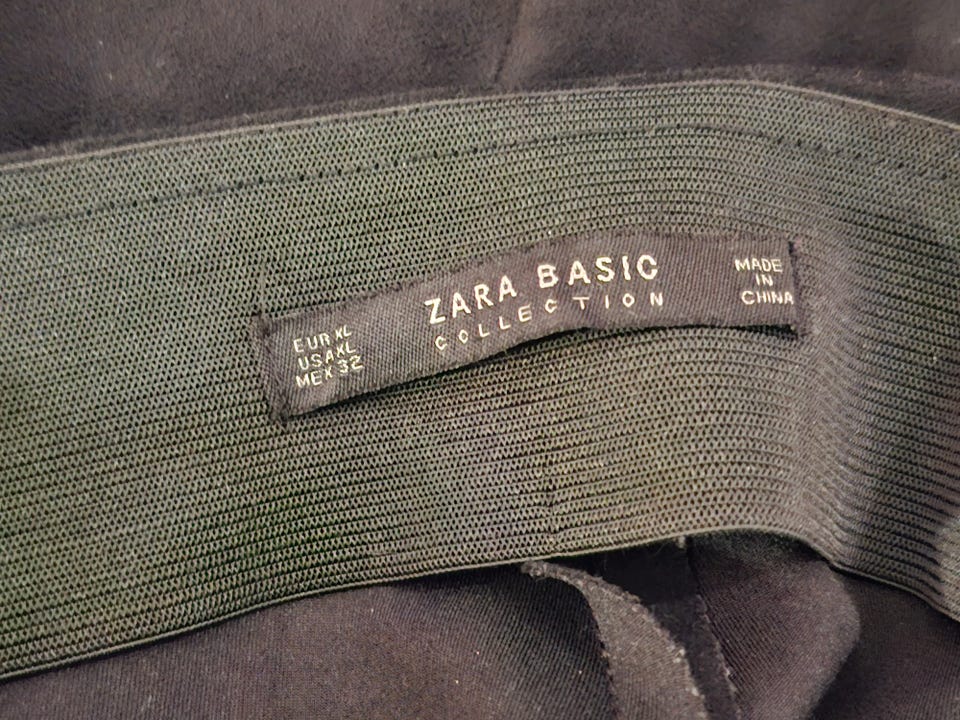 EUR XL
USA XL
MEX 32
ZARA BASIC
COLLECTION
MADE
IN
CHINA